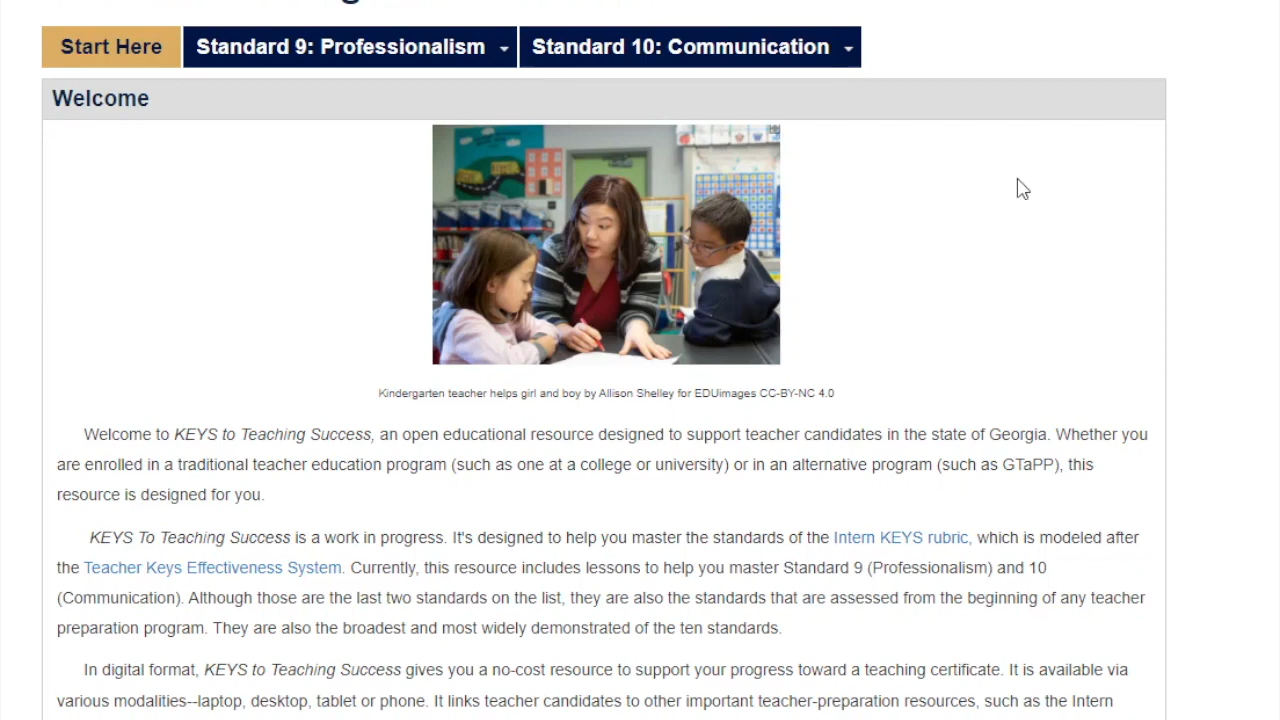 Start Here Standard 9: Professionalism Standard 10: Communication
Welcome
Kindergarten teacher helps girl and boy by Allison Shelley for EDUimages CC-BY-NC 4.0
Welcome to KEYS to Teaching Success, an open educational resource designed to support teacher candidates in the state of Georgia. Whether you
are enrolled in a traditional teacher education program (such as one at a college or university) or in an alternative program (such as GTaPP), this
resource is designed for you.
KEYS To Teaching Success is a work in progress. It's designed to help you master the standards of the Intern KEYS rubric, which is modeled after
the Teacher Keys Effectiveness System. Currently, this resource includes lessons to help you master Standard 9 (Professionalism) and 10
(Communication). Although those are the last two standards on the list, they are also the standards that are assessed from the beginning of any teacher
preparation program. They are also the broadest and most widely demonstrated of the ten standards.
In digital format, KEYS to Teaching Success gives you a no-cost resource to support your progress toward a teaching certificate. It is available via
various modalities--laptop, desktop, tablet or phone. It links teacher candidates to other important teacher-preparation resources, such as the Intern